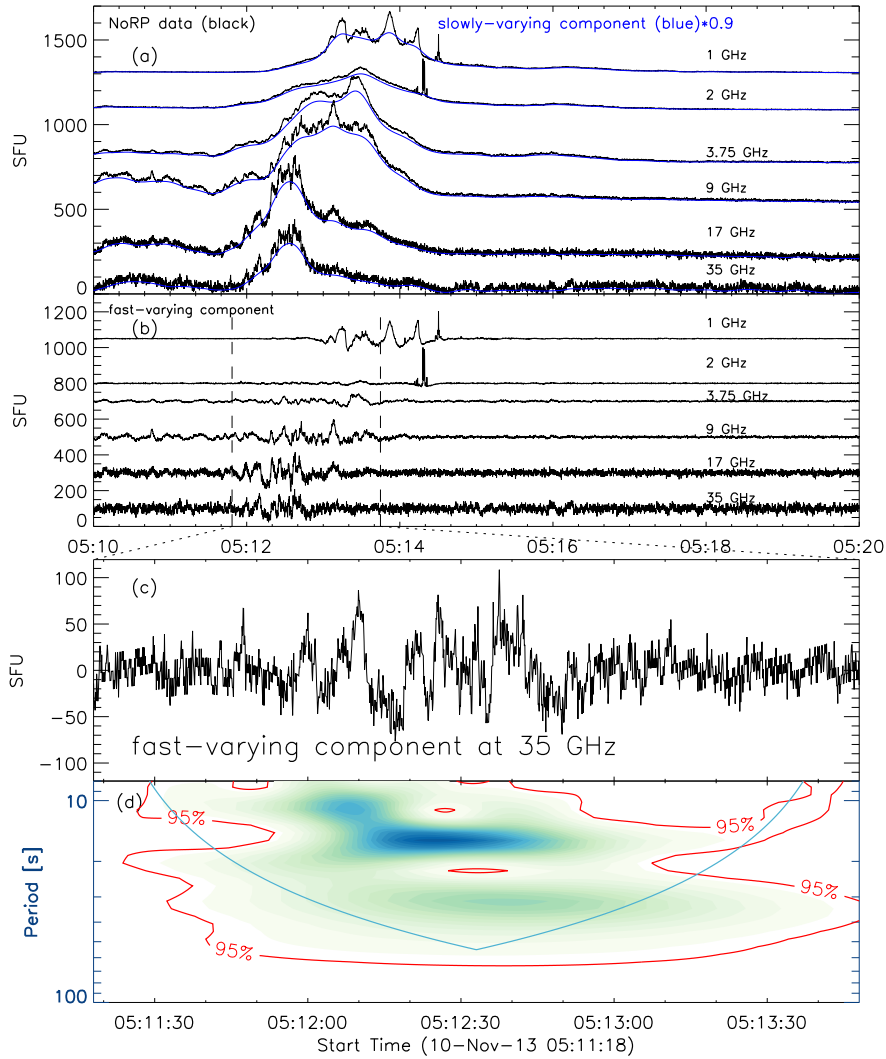 NoRP data (black) slowly-varying component (blue)*0.9
(a)
1500
1000
500
0
SFU
1 GHz
2 GHz
3.75 GHz
9 GHz
17 GHz
35 GHz
fast-varying component
(b)
1200
1000
800
600
400
200
0
SFU
1 GHz
2 GHz
3.75 GHz
9 GHz
17 GHz
35 GHz
05:10 05:12 05:14 05:16 05:18 05:20
(c)
100
50
0
-50
-100
SFU
fast-varying component at 35 GHz
(d)
10
100
Period [s]
95%
95%
95%
95%
05:11:30 05:12:00 05:12:30 05:13:00 05:13:30
Start Time (10-Nov-13 05:11:18)